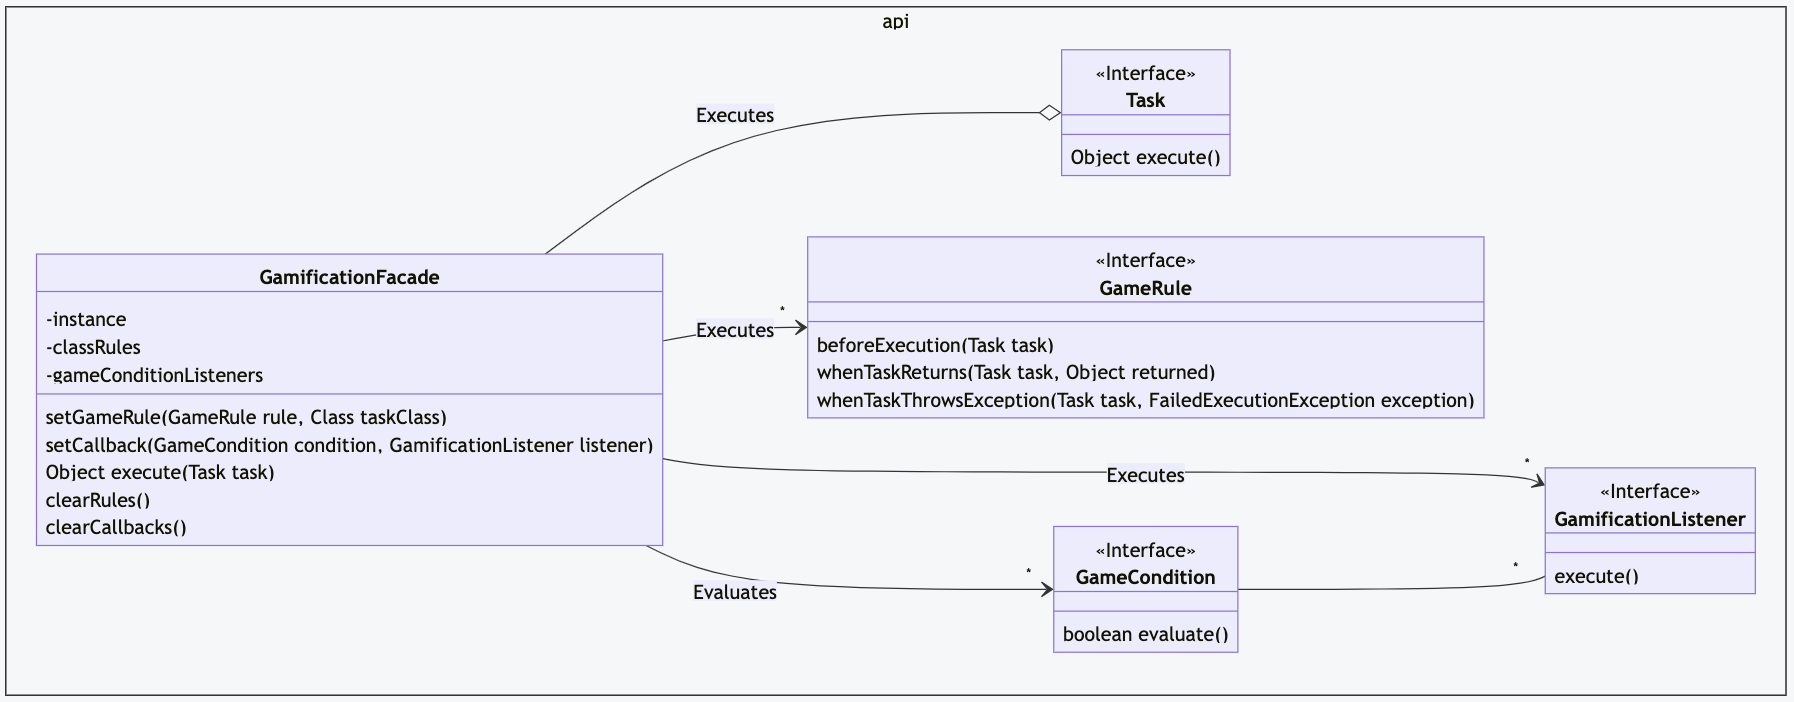 api
«Interface»
Task
Object execute()
Executes
GamificationFacade
-instance
-classRules
-gameConditionListeners
setGameRule(GameRule rule, Class taskClass)
setCallback(GameCondition condition, GamificationListener listener)
Object execute(Task task)
clearRules()
clearCallbacks()
Executes
*
«Interface»
GameRule
beforeExecution(Task task)
whenTaskReturns(Task task, Object returned)
whenTaskThrowsException(Task task, FailedExecutionException exception)
Executes
*
«Interface»
GamificationListener
execute()
Evaluates
*
«Interface»
GameCondition
boolean evaluate()
*